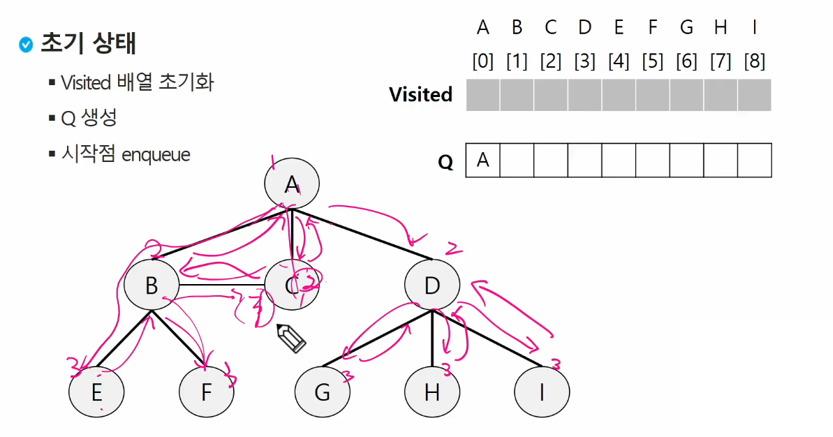 초기 상태
▪ Visited 배열 초기화
▪ Q 생성
▪ 시작점 enqueue
A B C D E F G H I
[0] [1] [2] [3] [4] [5] [6] [7] [8]
Visited
Q A
1
A
2
B C 2 D
E F G H I
3 3 3 3 3